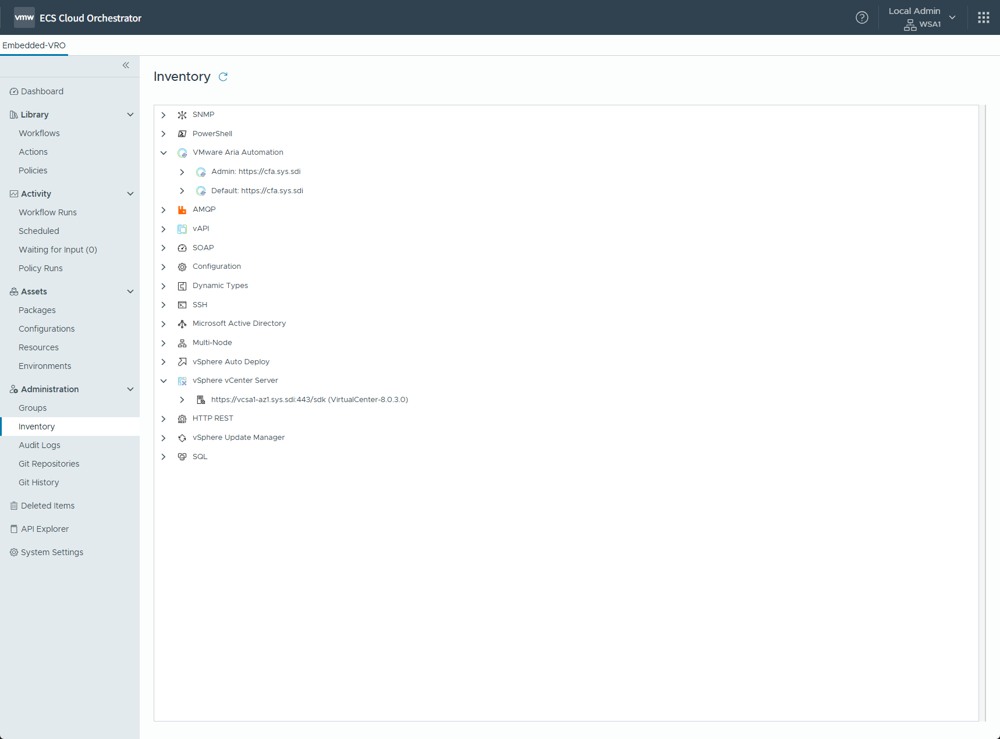 vmw ECS Cloud Orchestrator
Local Admin
WSA1
Embedded-VRO
Dashboard
Library
Workflows
Actions
Policies
Activity
Workflow Runs
Scheduled
Waiting for Input (0)
Policy Runs
Assets
Packages
Configurations
Resources
Environments
Administration
Groups
Inventory
Audit Logs
Git Repositories
Git History
Deleted Items
API Explorer
System Settings
Inventory
SNMP
PowerShell
VMware Aria Automation
Admin: https://cfa.sys.sdi
Default: https://cfa.sys.sdi
AMQP
vAPI
SOAP
Configuration
Dynamic Types
SSH
Microsoft Active Directory
Multi-Node
vSphere Auto Deploy
vSphere vCenter Server
https://vcsa1-az1.sys.sdi:443/sdk (VirtualCenter-8.0.3.0)
HTTP REST
vSphere Update Manager
SQL